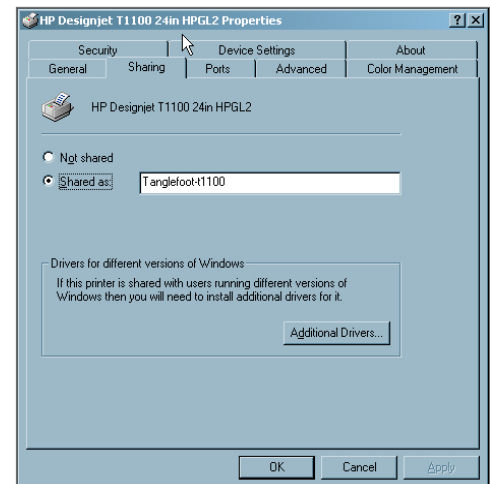 HP Designjet T1100 24in HPGL2 Properties
Security Device Settings About
General Sharing Ports Advanced Color Management
HP Designjet T1100 24in HPGL2
Not shared
Shared as: Tanglefoot-t1100
Drivers for different versions of Windows
If this printer is shared with users running different versions of
Windows then you will need to install additional drivers for it.
Additional Drivers...
OK Cancel Apply